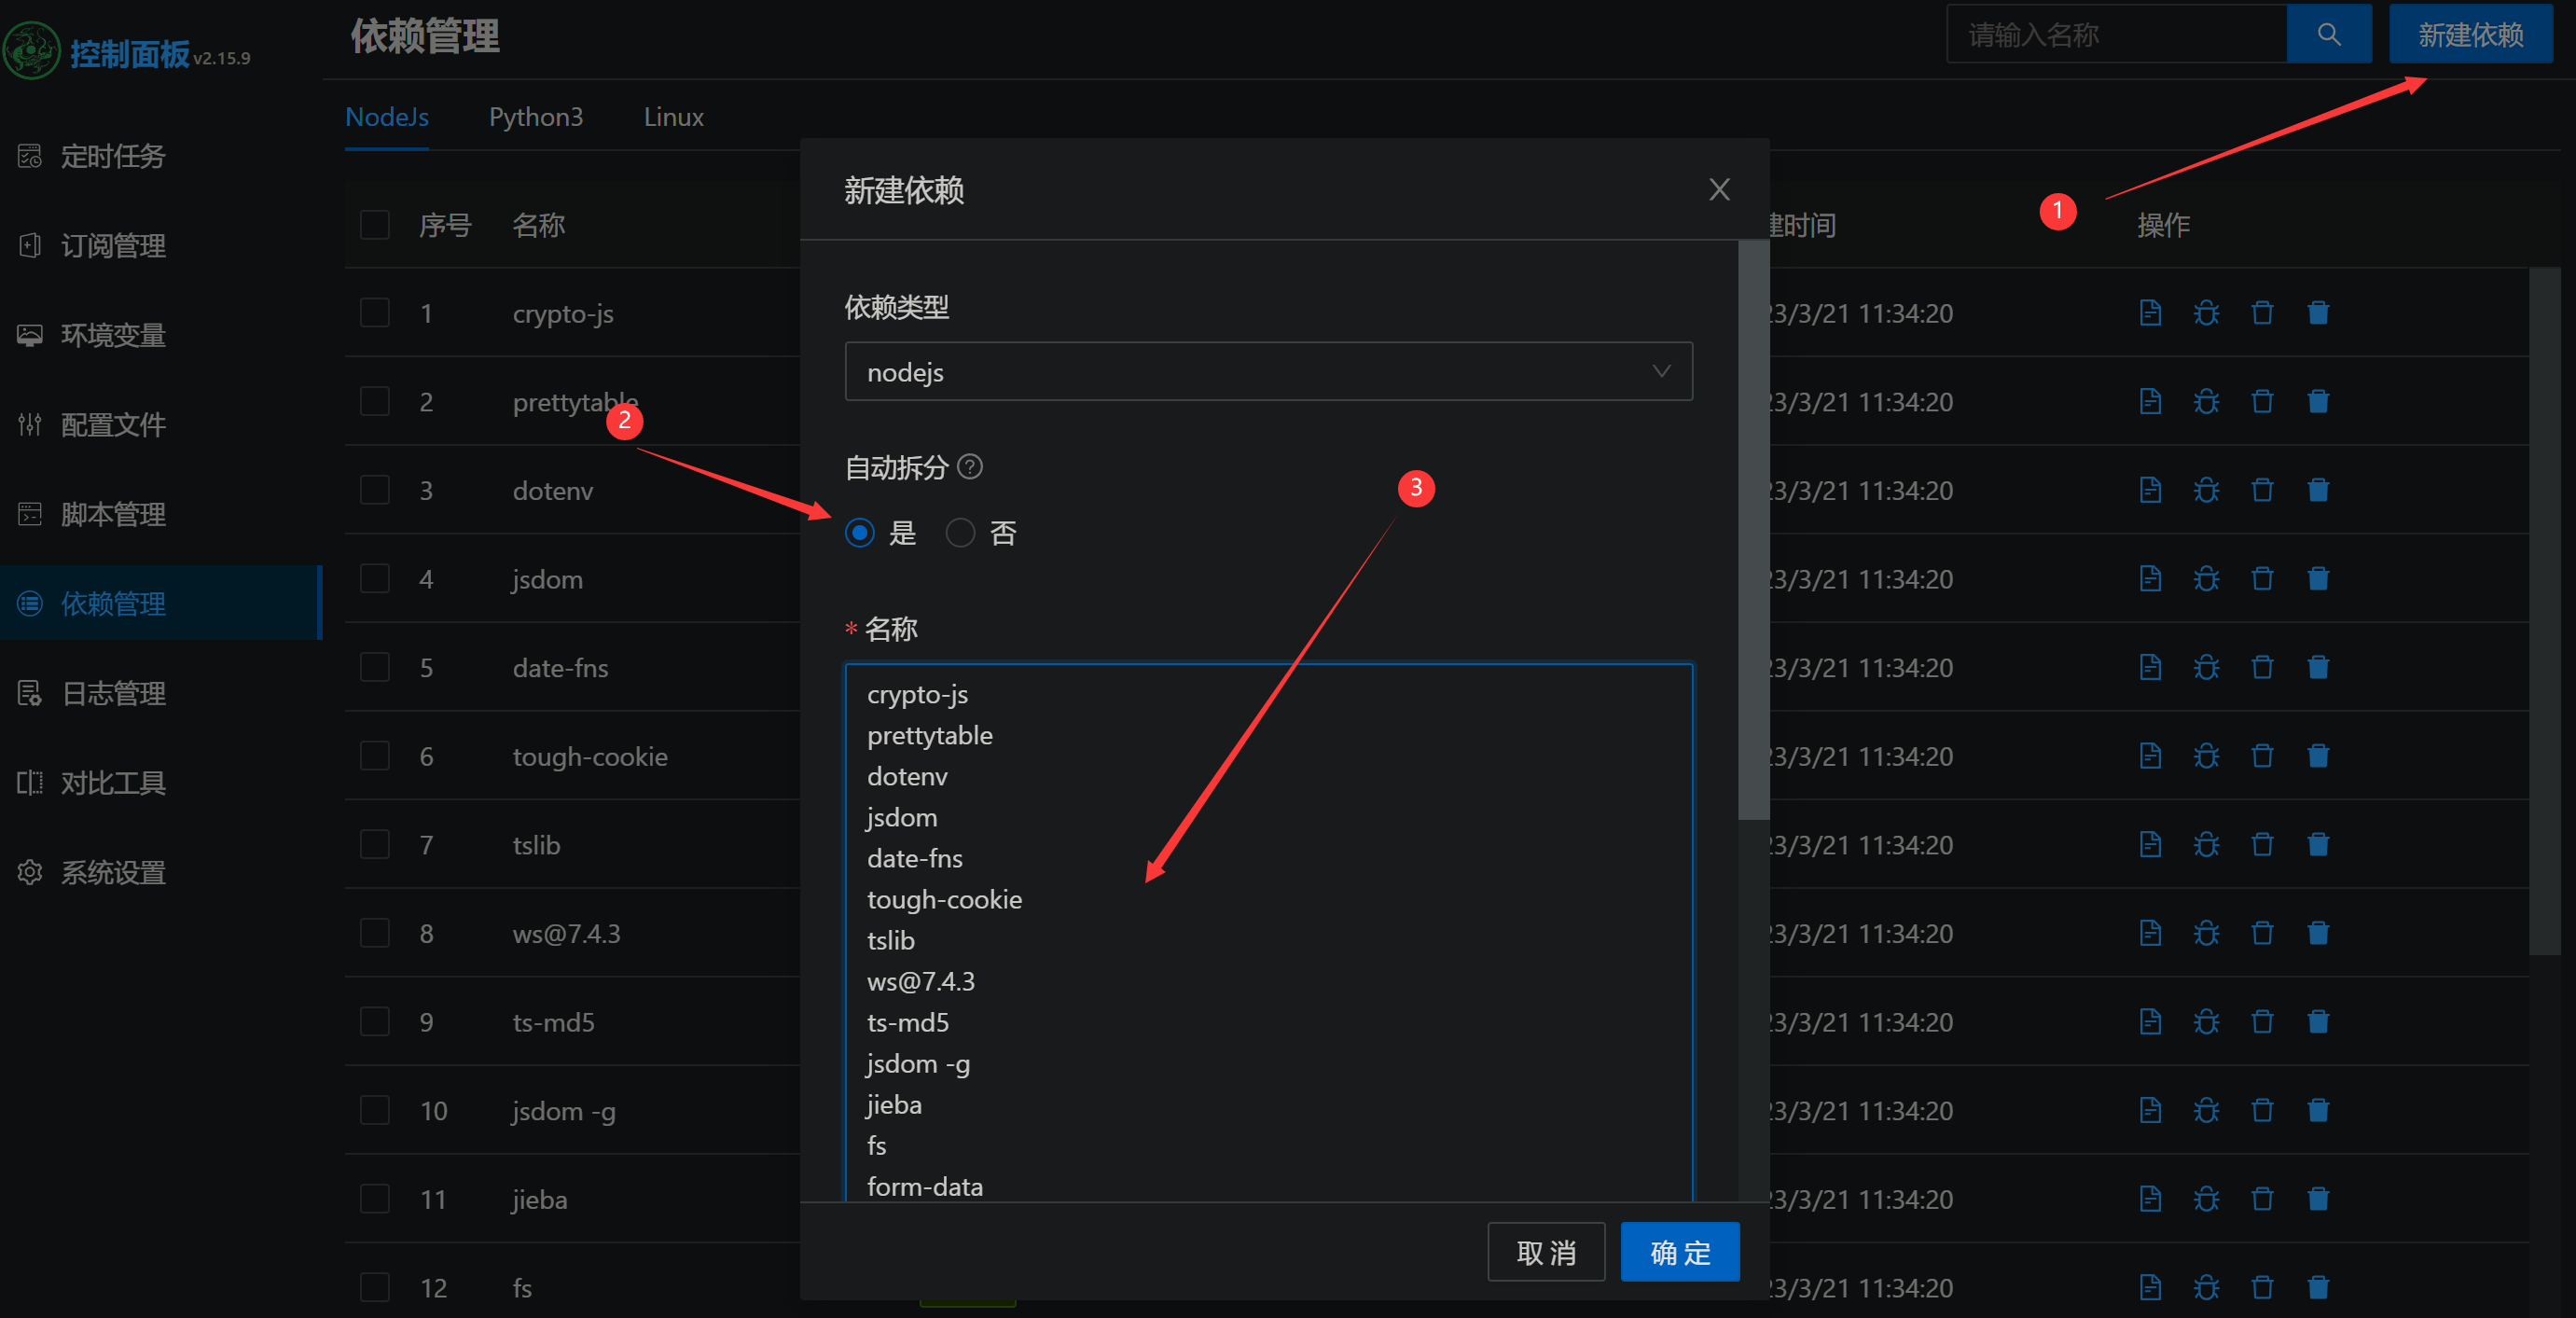 控制面板 v2.15.9
定时任务
订阅管理
环境变量
配置文件
脚本管理
依赖管理
日志管理
对比工具
系统设置
依赖管理
请输入名称
新建依赖
NodeJs Python3 Linux
序号 名称 建时间 操作
1 crypto-js 23/3/21 11:34:20
2 prettytable 23/3/21 11:34:20
3 dotenv 23/3/21 11:34:20
4 jsdom 23/3/21 11:34:20
5 date-fns 23/3/21 11:34:20
6 tough-cookie 23/3/21 11:34:20
7 tslib 23/3/21 11:34:20
8 ws@7.4.3 23/3/21 11:34:20
9 ts-md5 23/3/21 11:34:20
10 jsdom -g 23/3/21 11:34:20
11 jieba 23/3/21 11:34:20
12 fs 23/3/21 11:34:20
新建依赖
依赖类型
nodejs
自动拆分
是 否
* 名称
crypto-js
prettytable
dotenv
jsdom
date-fns
tough-cookie
tslib
ws@7.4.3
ts-md5
jsdom -g
jieba
fs
form-data
取 消 确 定
1
2
3